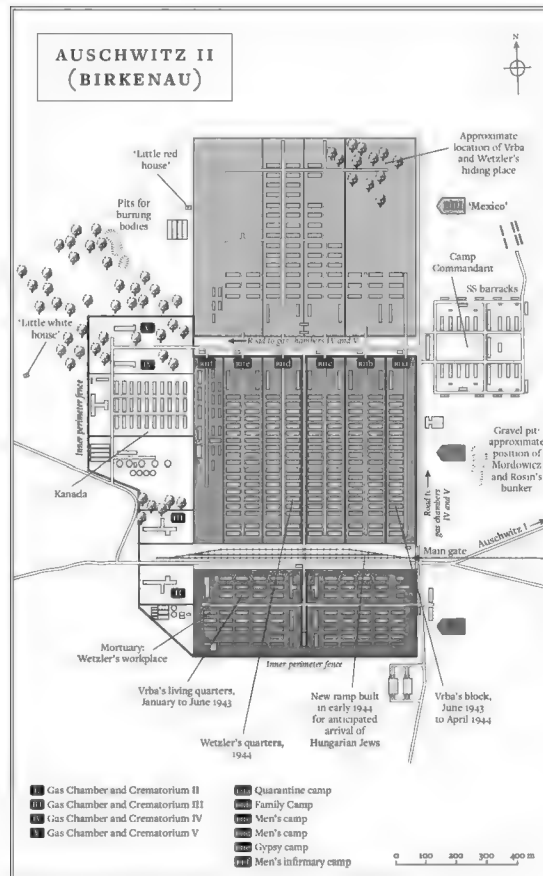 AUSCHWITZ II
(BIRKENAU)
N
'Little red
house'
Pits for
burning
bodies
Approximate
location of Vrba
and Wetzler's
hiding place
'Mexico'
Camp
Commandant
SS barracks
'Little white
house'
Road to gas chambers IV and V
Inner perimeter fence
Kanada
Gravel pit:
approximate
position of
Mordowicz
and Rosin's
bunker
Road to
gas chambers
IV and V
Auschwitz I
Main gate
Mortuary:
Wetzler's workplace
Inner perimeter fence
Vrba's living quarters,
January to June 1943
Wetzler's quarters,
1944
New ramp built
in early 1944
for anticipated
arrival of
Hungarian Jews
Vrba's block,
June 1943
to April 1944
II Gas Chamber and Crematorium II
III Gas Chamber and Crematorium III
IV Gas Chamber and Crematorium IV
V Gas Chamber and Crematorium V
Quarantine camp
Family Camp
Men's camp
Men's camp
Gypsy camp
Men's infirmary camp
0 100 200 300 400 m